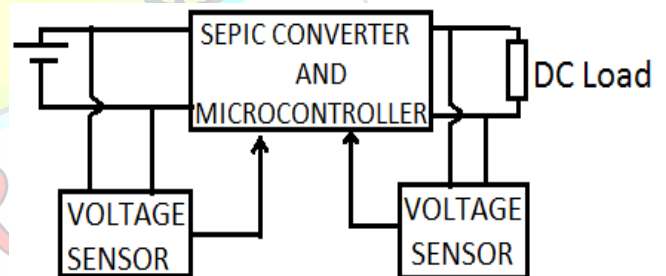 SEPIC CONVERTER
AND
MICROCONTROLLER
DC Load
VOLTAGE
SENSOR
VOLTAGE
SENSOR